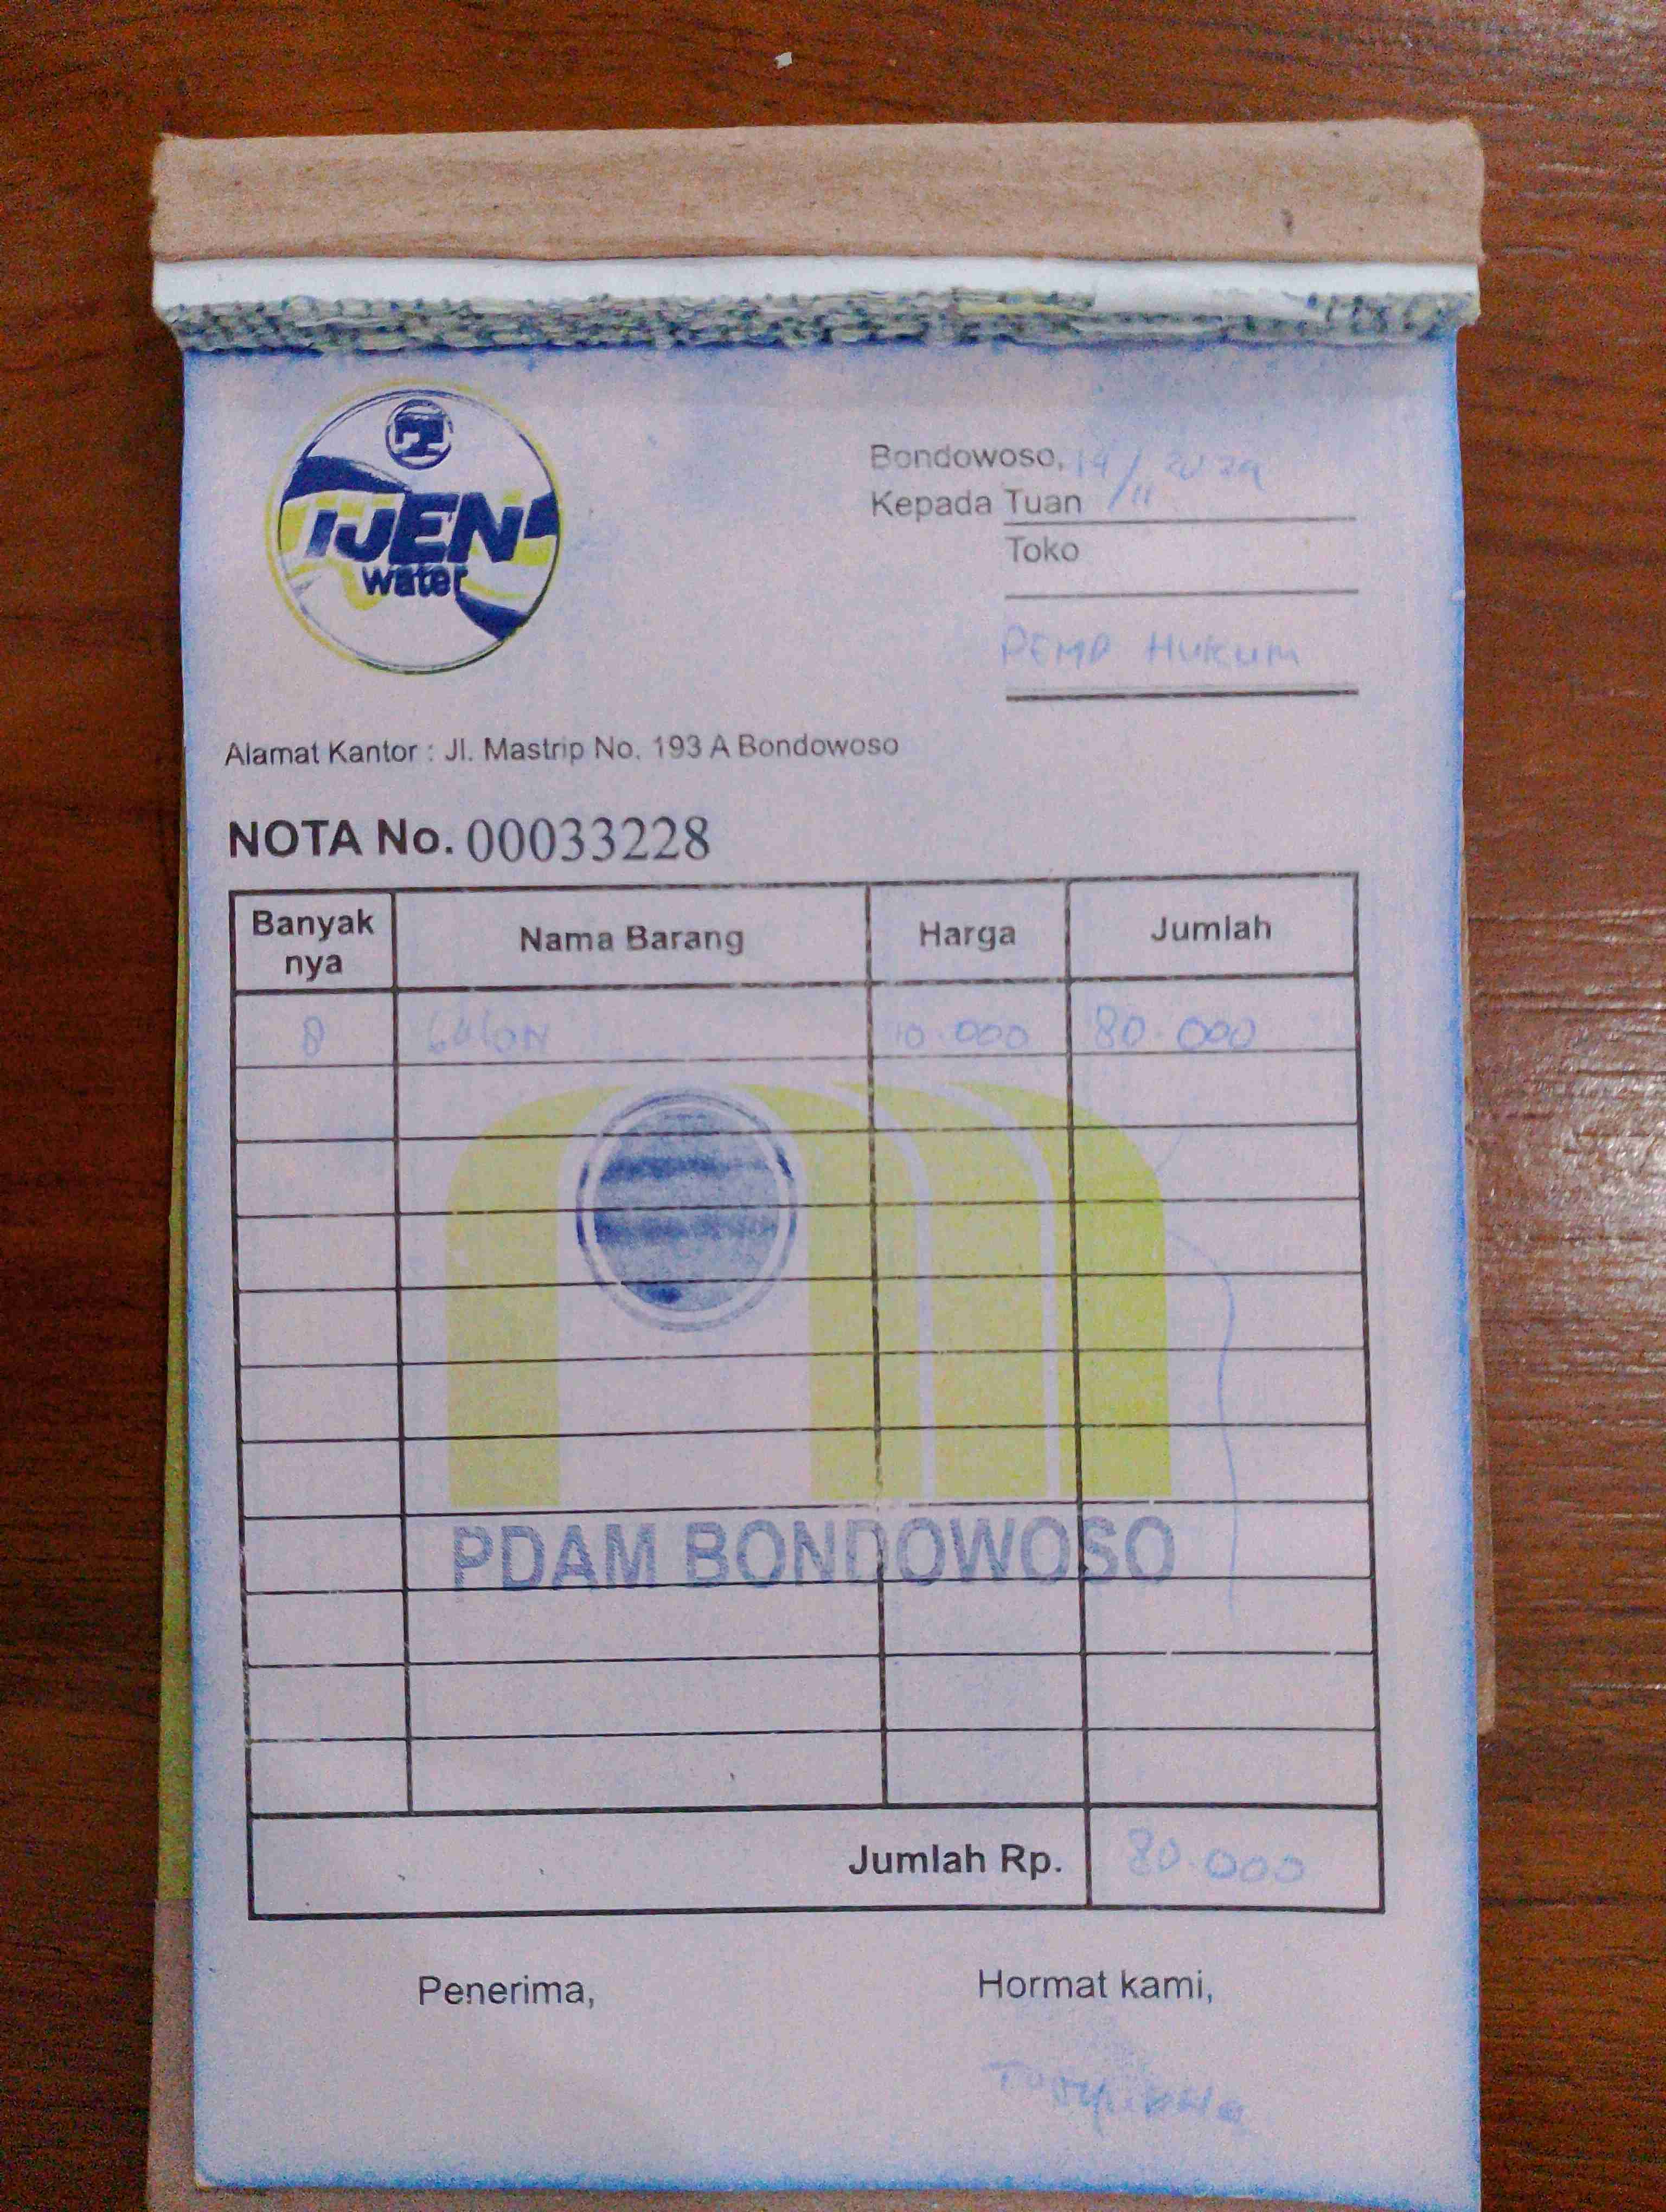 IJEN
water
Bondowoso, 14/11 2024
Kepada Tuan
Toko
PEMD HUKUM
Alamat Kantor : Jl. Mastrip No. 193 A Bondowoso
NOTA No. 00033228
Banyak nya Nama Barang Harga Jumlah
8 GALON 10.000 80.000
PDAM BONDOWOSO
Jumlah Rp. 80.000
Penerima, Hormat kami,